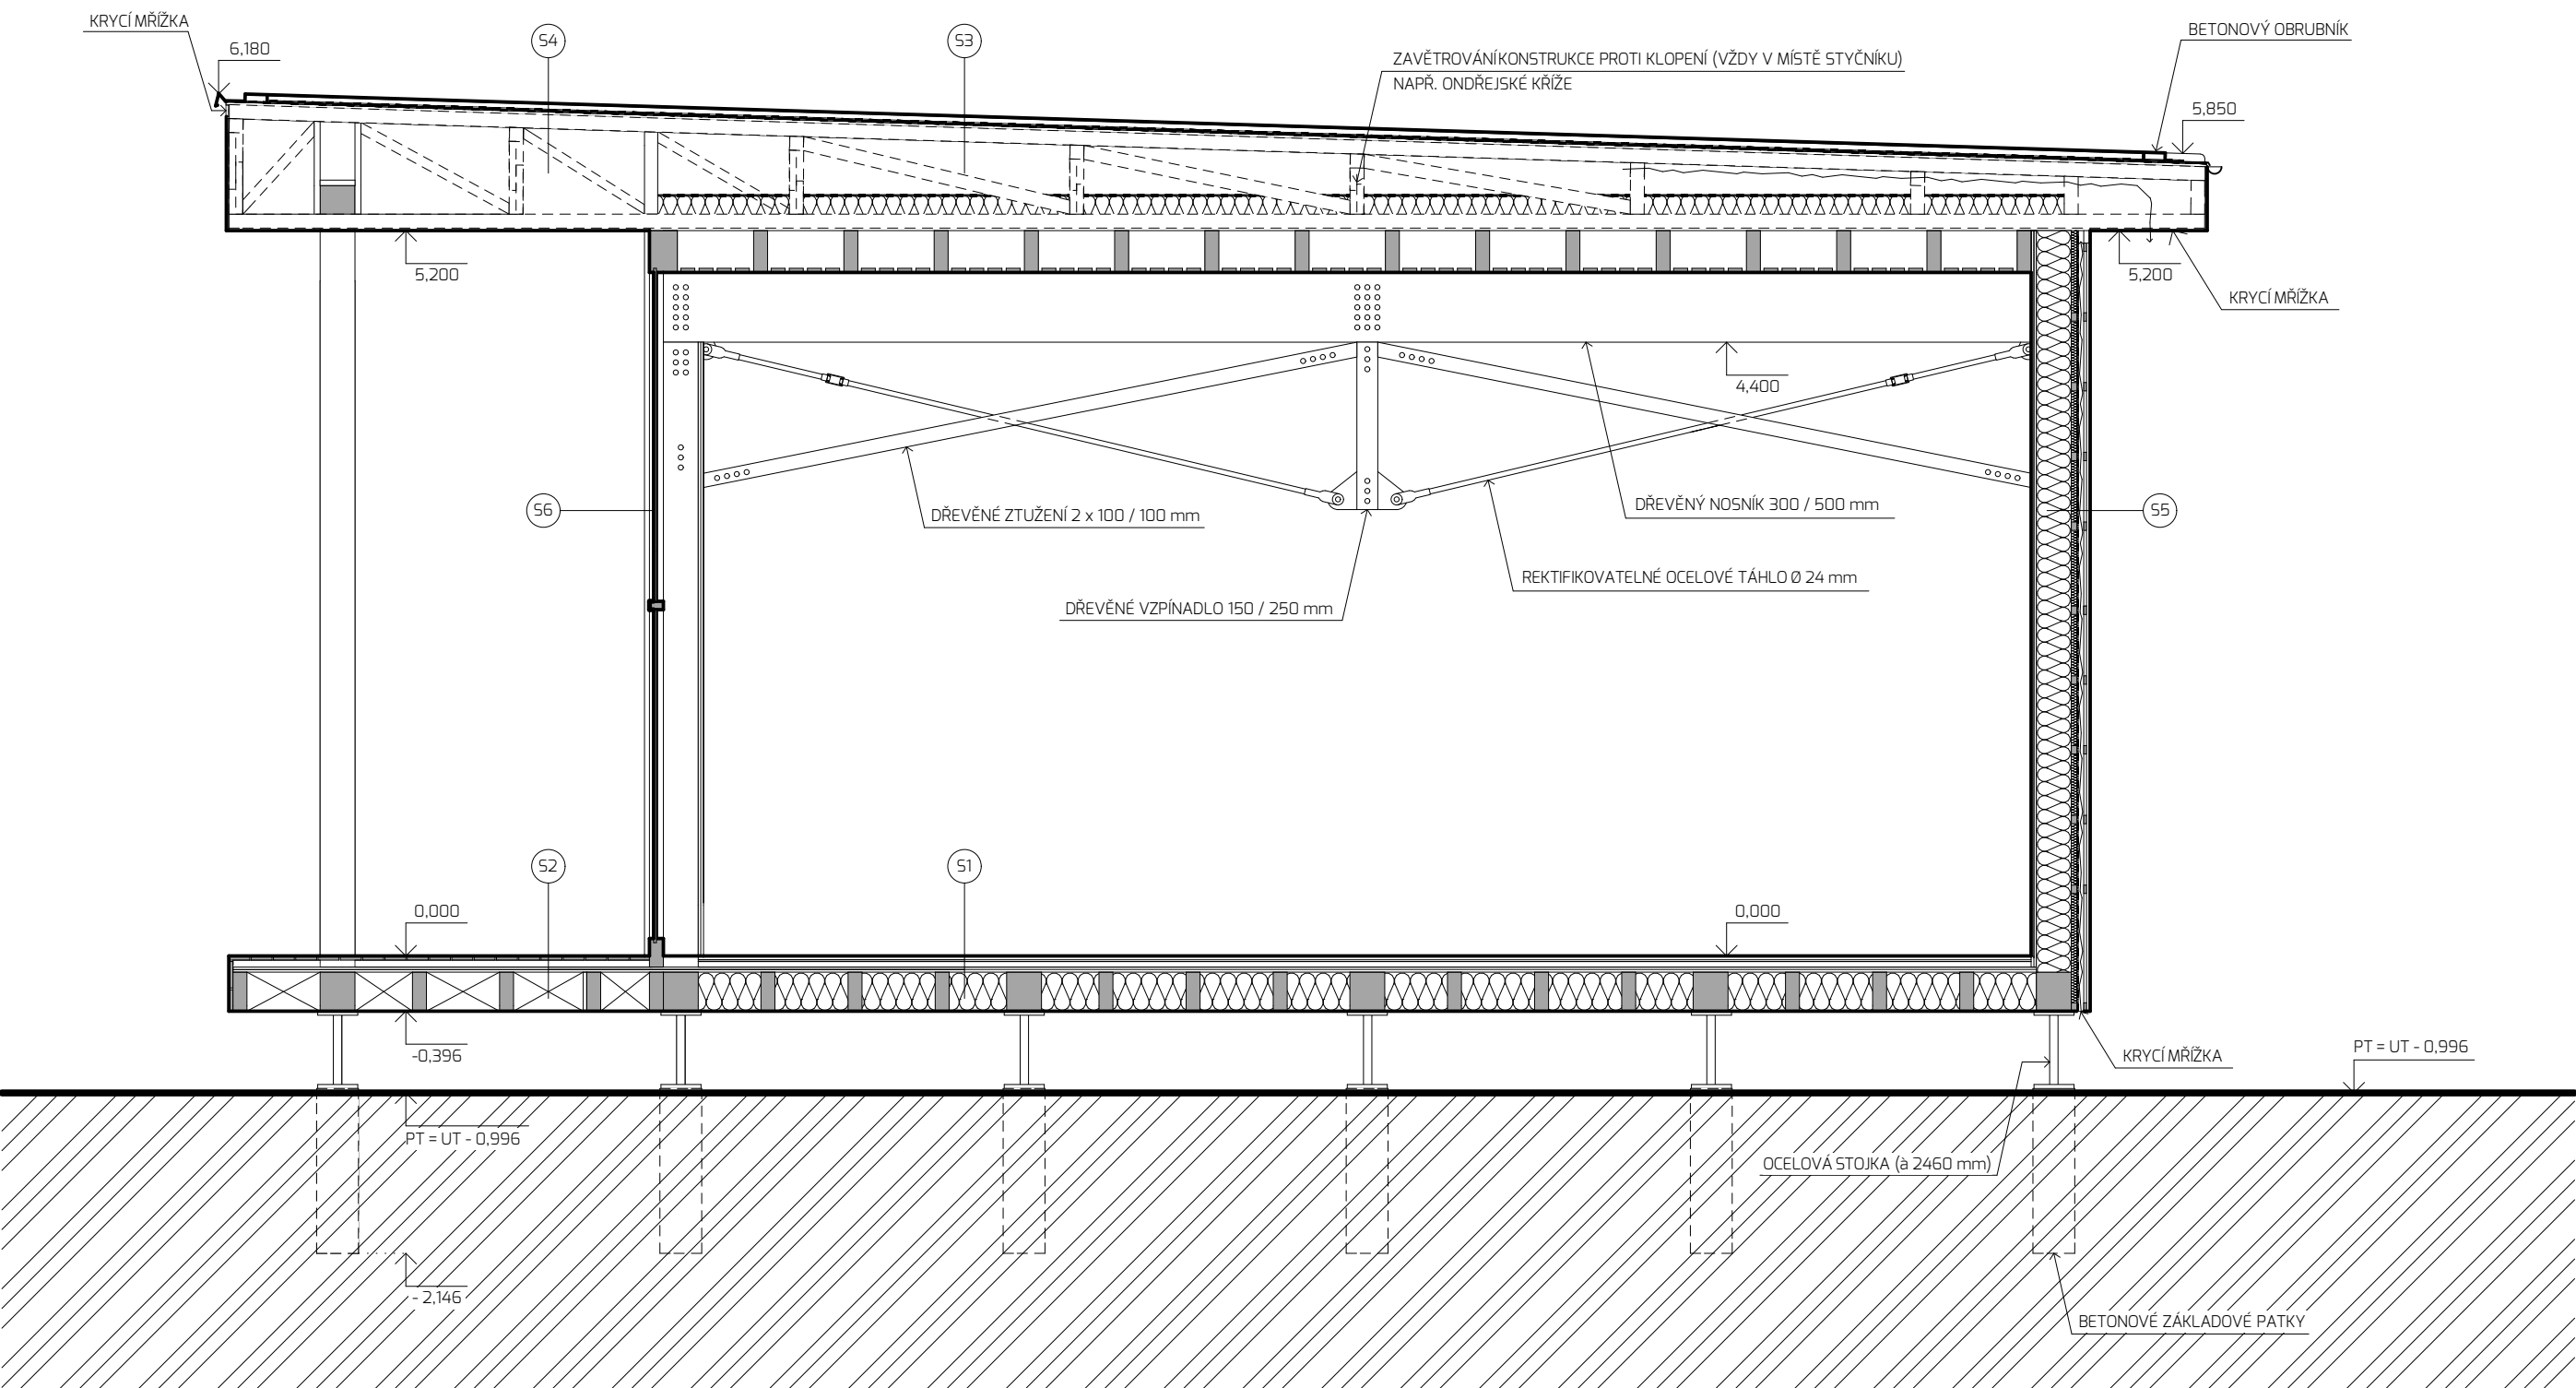 KRYCÍ MŘÍŽKA
6,180
S4
S3
ZAVĚTROVÁNÍ KONSTRUKCE PROTI KLOPENÍ (VŽDY V MÍSTĚ STYČNÍKU)
NAPŘ. ONDŘEJSKÉ KŘÍŽE
BETONOVÝ OBRUBNÍK
5,850
5,200
5,200
KRYCÍ MŘÍŽKA
4,400
S6
DŘEVĚNÉ ZTUŽENÍ 2 x 100 / 100 mm
DŘEVĚNÝ NOSNÍK 300 / 500 mm
S5
REKTIFIKOVATELNÉ OCELOVÉ TÁHLO Ø 24 mm
DŘEVĚNÉ VZPÍNADLO 150 / 250 mm
S2
S1
0,000
0,000
-0,396
KRYCÍ MŘÍŽKA
PT = UT - 0,996
PT = UT - 0,996
OCELOVÁ STOJKA (à 2460 mm)
- 2,146
BETONOVÉ ZÁKLADOVÉ PATKY